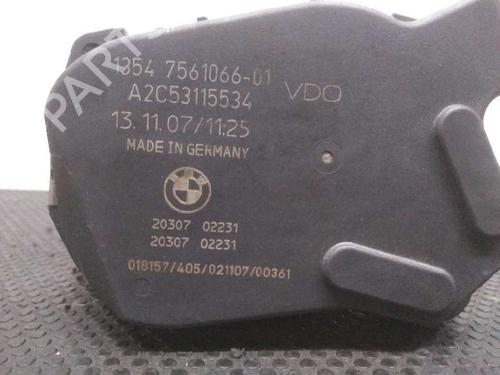 1354 7561066-01
A2C53115534
VDO
13.11.07/11:25
MADE IN GERMANY
BMW
20307 02231
20307 02231
018157/405/021107/00361